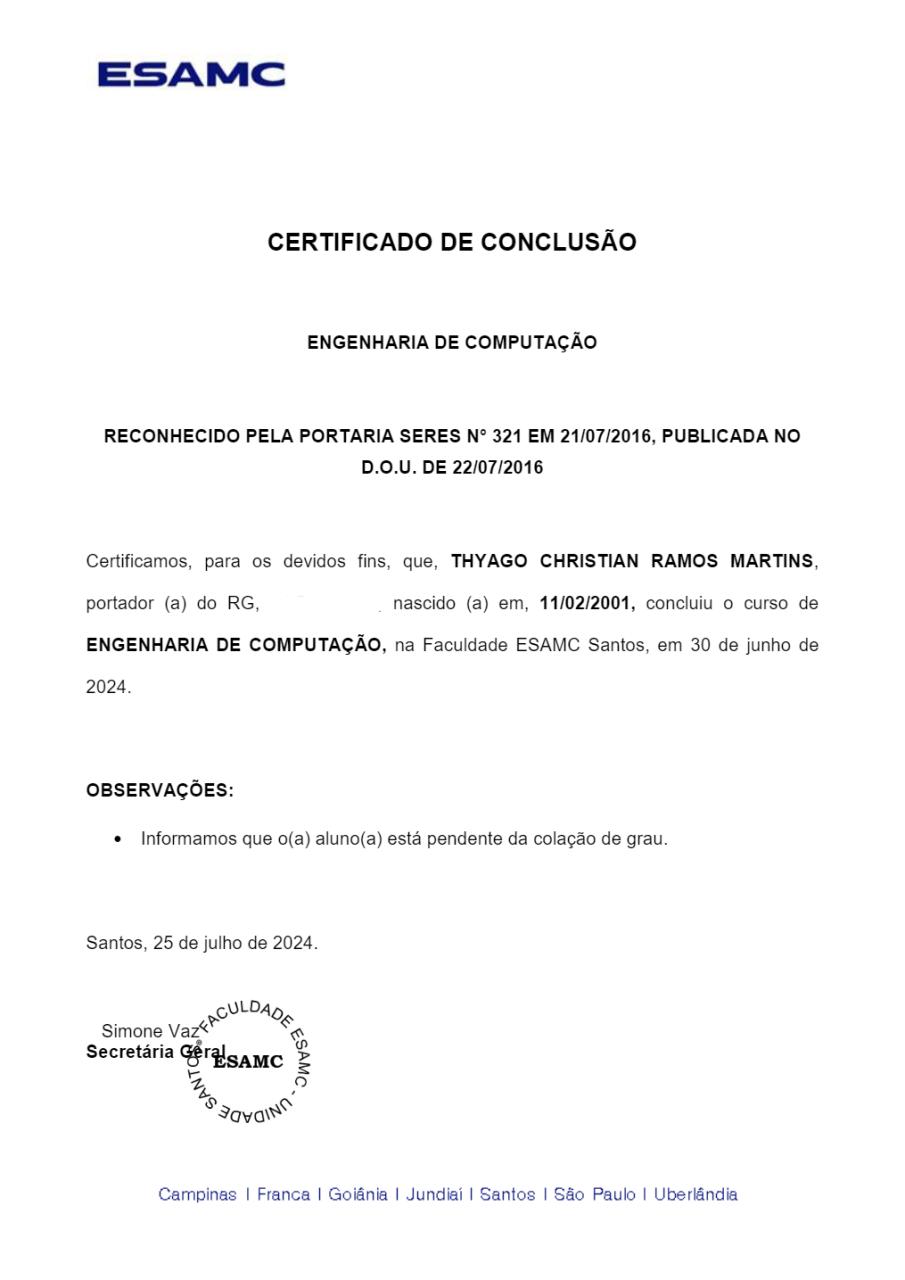 ESAMC
CERTIFICADO DE CONCLUSÃO
ENGENHARIA DE COMPUTAÇÃO
RECONHECIDO PELA PORTARIA SERES N° 321 EM 21/07/2016, PUBLICADA NO
D.O.U. DE 22/07/2016
Certificamos, para os devidos fins, que, THYAGO CHRISTIAN RAMOS MARTINS,
portador (a) do RG, nascido (a) em, 11/02/2001, concluiu o curso de
ENGENHARIA DE COMPUTAÇÃO, na Faculdade ESAMC Santos, em 30 de junho de
2024.
OBSERVAÇÕES:
• Informamos que o(a) aluno(a) está pendente da colação de grau.
Santos, 25 de julho de 2024.
Simone Vaz
Secretária Geral
FACULDADE ESAMC - UNIDADE SANTOS
ESAMC
Campinas | Franca | Goiânia | Jundiaí | Santos | São Paulo | Uberlândia